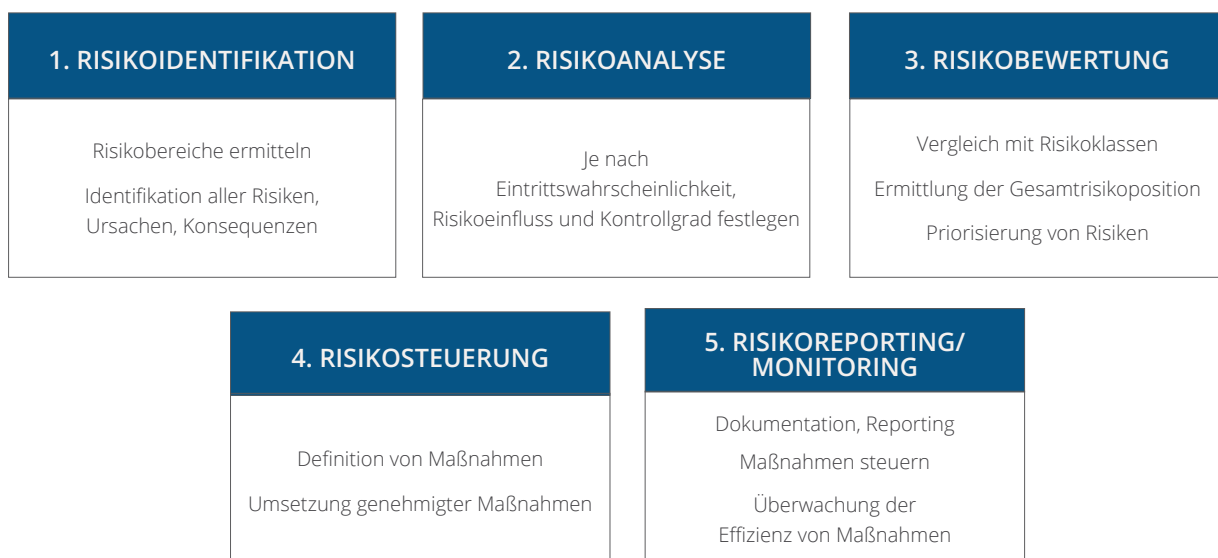 1. RISIKOIDENTIFIKATION
Risikobereiche ermitteln
Identifikation aller Risiken,
Ursachen, Konsequenzen
2. RISIKOANALYSE
Je nach
Eintrittswahrscheinlichkeit,
Risikoeinfluss und Kontrollgrad festlegen
3. RISIKOBEWERTUNG
Vergleich mit Risikoklassen
Ermittlung der Gesamtrisikoposition
Priorisierung von Risiken
4. RISIKOSTEUERUNG
Definition von Maßnahmen
Umsetzung genehmigter Maßnahmen
5. RISIKOREPORTING/
MONITORING
Dokumentation, Reporting
Maßnahmen steuern
Überwachung der
Effizienz von Maßnahmen